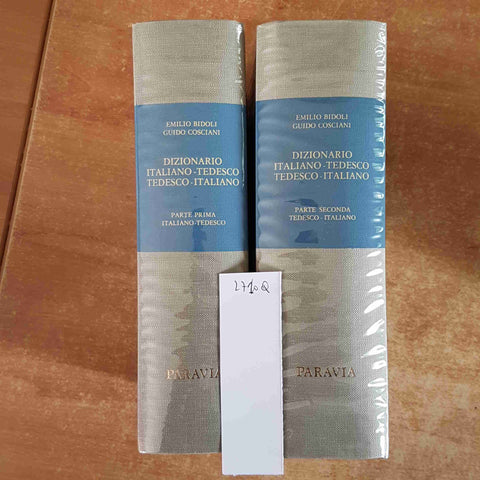 EMILIO BIDOLI
GUIDO COSCIANI
DIZIONARIO
ITALIANO-TEDESCO
TEDESCO-ITALIANO
PARTE PRIMA
ITALIANO-TEDESCO
PARAVIA
EMILIO BIDOLI
GUIDO COSCIANI
DIZIONARIO
ITALIANO-TEDESCO
TEDESCO-ITALIANO
PARTE SECONDA
TEDESCO-ITALIANO
PARAVIA